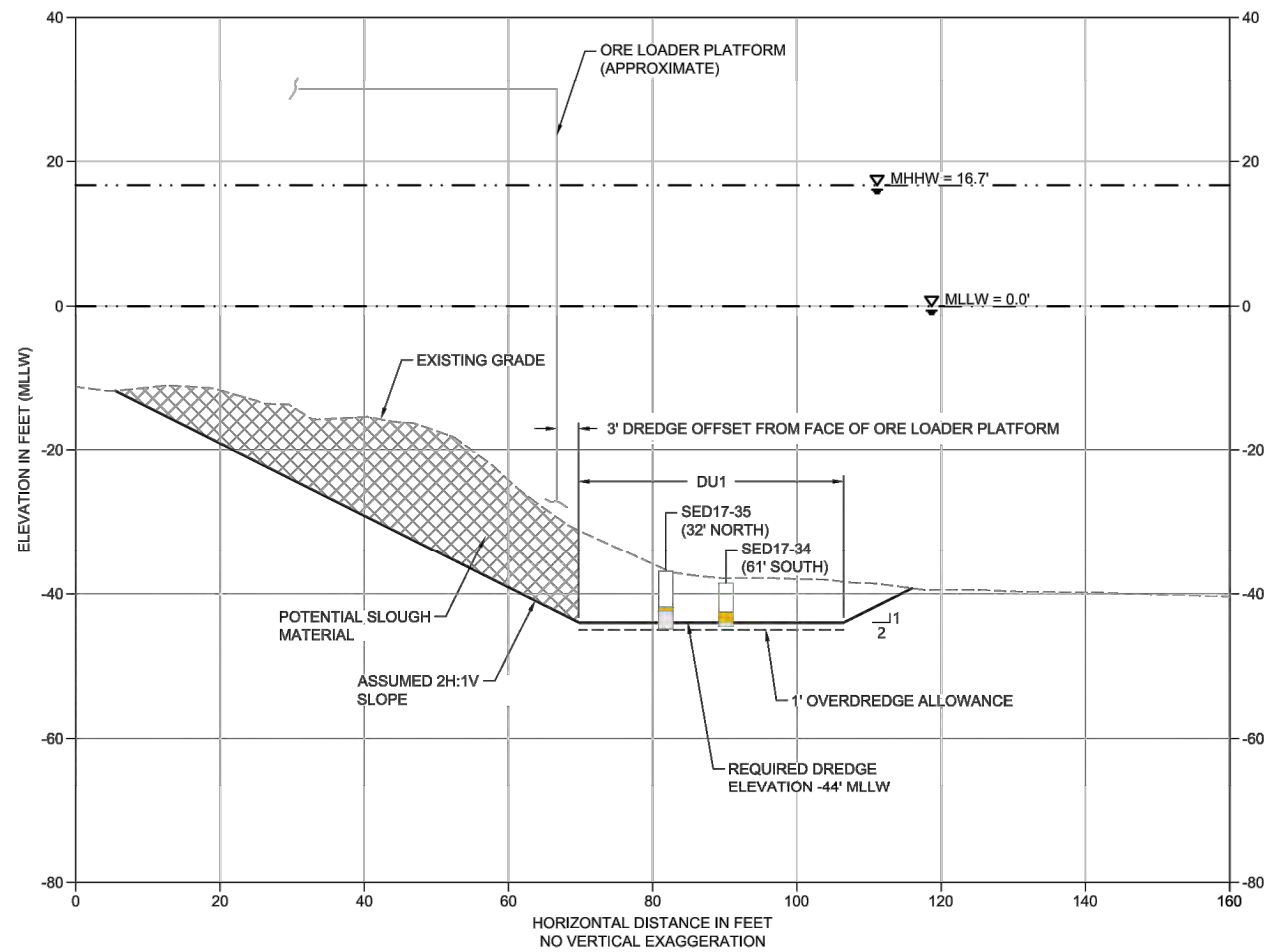 40
40
ORE LOADER PLATFORM
(APPROXIMATE)
20
20
MHHW = 16.7'
MLLW = 0.0'
0
0
ELEVATION IN FEET (MLLW)
EXISTING GRADE
3' DREDGE OFFSET FROM FACE OF ORE LOADER PLATFORM
-20
-20
DU1
SED17-35
(32' NORTH)
SED17-34
(61' SOUTH)
-40
-40
POTENTIAL SLOUGH
MATERIAL
1
2
ASSUMED 2H:1V
SLOPE
1' OVERDREDGE ALLOWANCE
-60
-60
REQUIRED DREDGE
ELEVATION -44' MLLW
-80
-80
0 20 40 60 80 100 120 140 160
HORIZONTAL DISTANCE IN FEET
NO VERTICAL EXAGGERATION